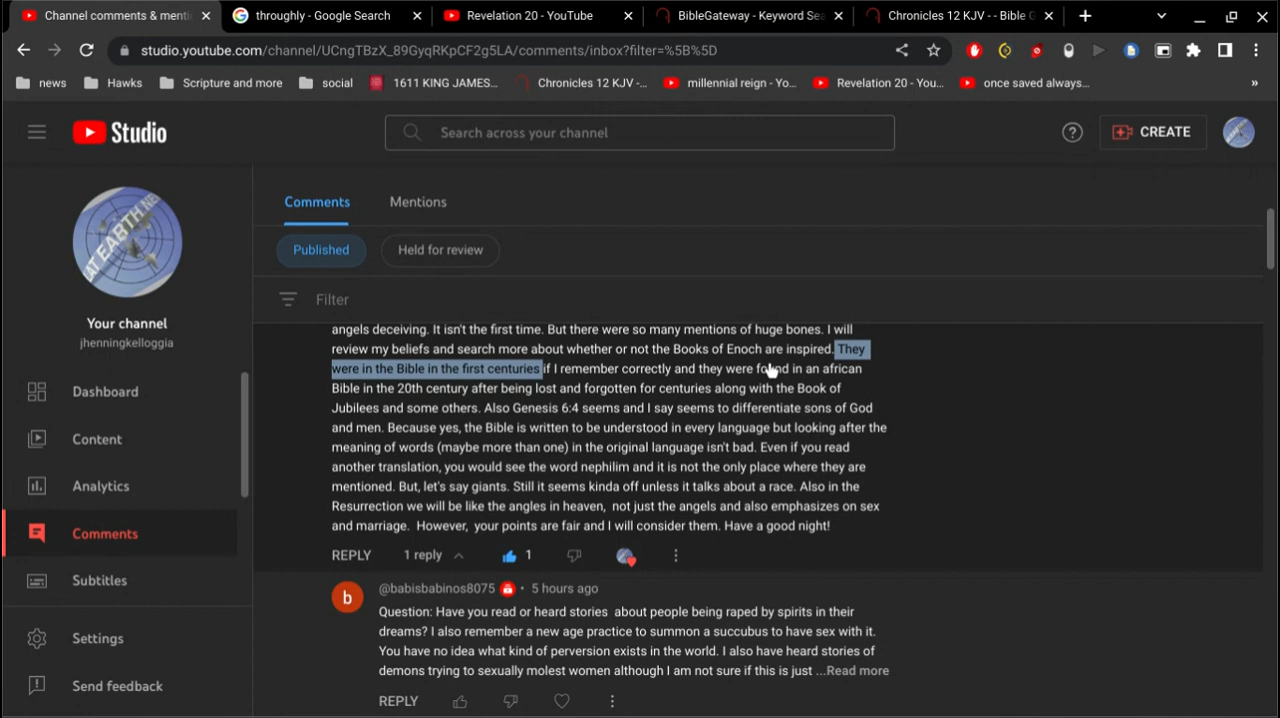 Channel comments & menti
throughly - Google Search
Revelation 20 - YouTube
BibleGateway - Keyword Sea
Chronicles 12 KJV - - Bible G
studio.youtube.com/channel/UCngTBzX_89GyqRKpCF2g5LA/comments/inbox?filter=%5B%5D
news
Hawks
Scripture and more
social
1611 KING JAMES...
Chronicles 12 KJV -...
millennial reign - Yo...
Revelation 20 - You...
once saved always...
»
Studio
Search across your channel
CREATE
AT EARTH NE
Your channel
jhenningkelloggia
Dashboard
Content
Analytics
Comments
Subtitles
Settings
Send feedback
Comments
Mentions
Published
Held for review
Filter
angels deceiving. It isn't the first time. But there were so many mentions of huge bones. I will
review my beliefs and search more about whether or not the Books of Enoch are inspired. They
were in the Bible in the first centuries if I remember correctly and they were found in an african
Bible in the 20th century after being lost and forgotten for centuries along with the Book of
Jubilees and some others. Also Genesis 6:4 seems and I say seems to differentiate sons of God
and men. Because yes, the Bible is written to be understood in every language but looking after the
meaning of words (maybe more than one) in the original language isn't bad. Even if you read
another translation, you would see the word nephilim and it is not the only place where they are
mentioned. But, let's say giants. Still it seems kinda off unless it talks about a race. Also in the
Resurrection we will be like the angles in heaven, not just the angels and also emphasizes on sex
and marriage. However, your points are fair and I will consider them. Have a good night!
REPLY
1 reply
1
b
@babisbabinos8075 • 5 hours ago
Question: Have you read or heard stories about people being raped by spirits in their
dreams? I also remember a new age practice to summon a succubus to have sex with it.
You have no idea what kind of perversion exists in the world. I also have heard stories of
demons trying to sexually molest women although I am not sure if this is just ...Read more
REPLY